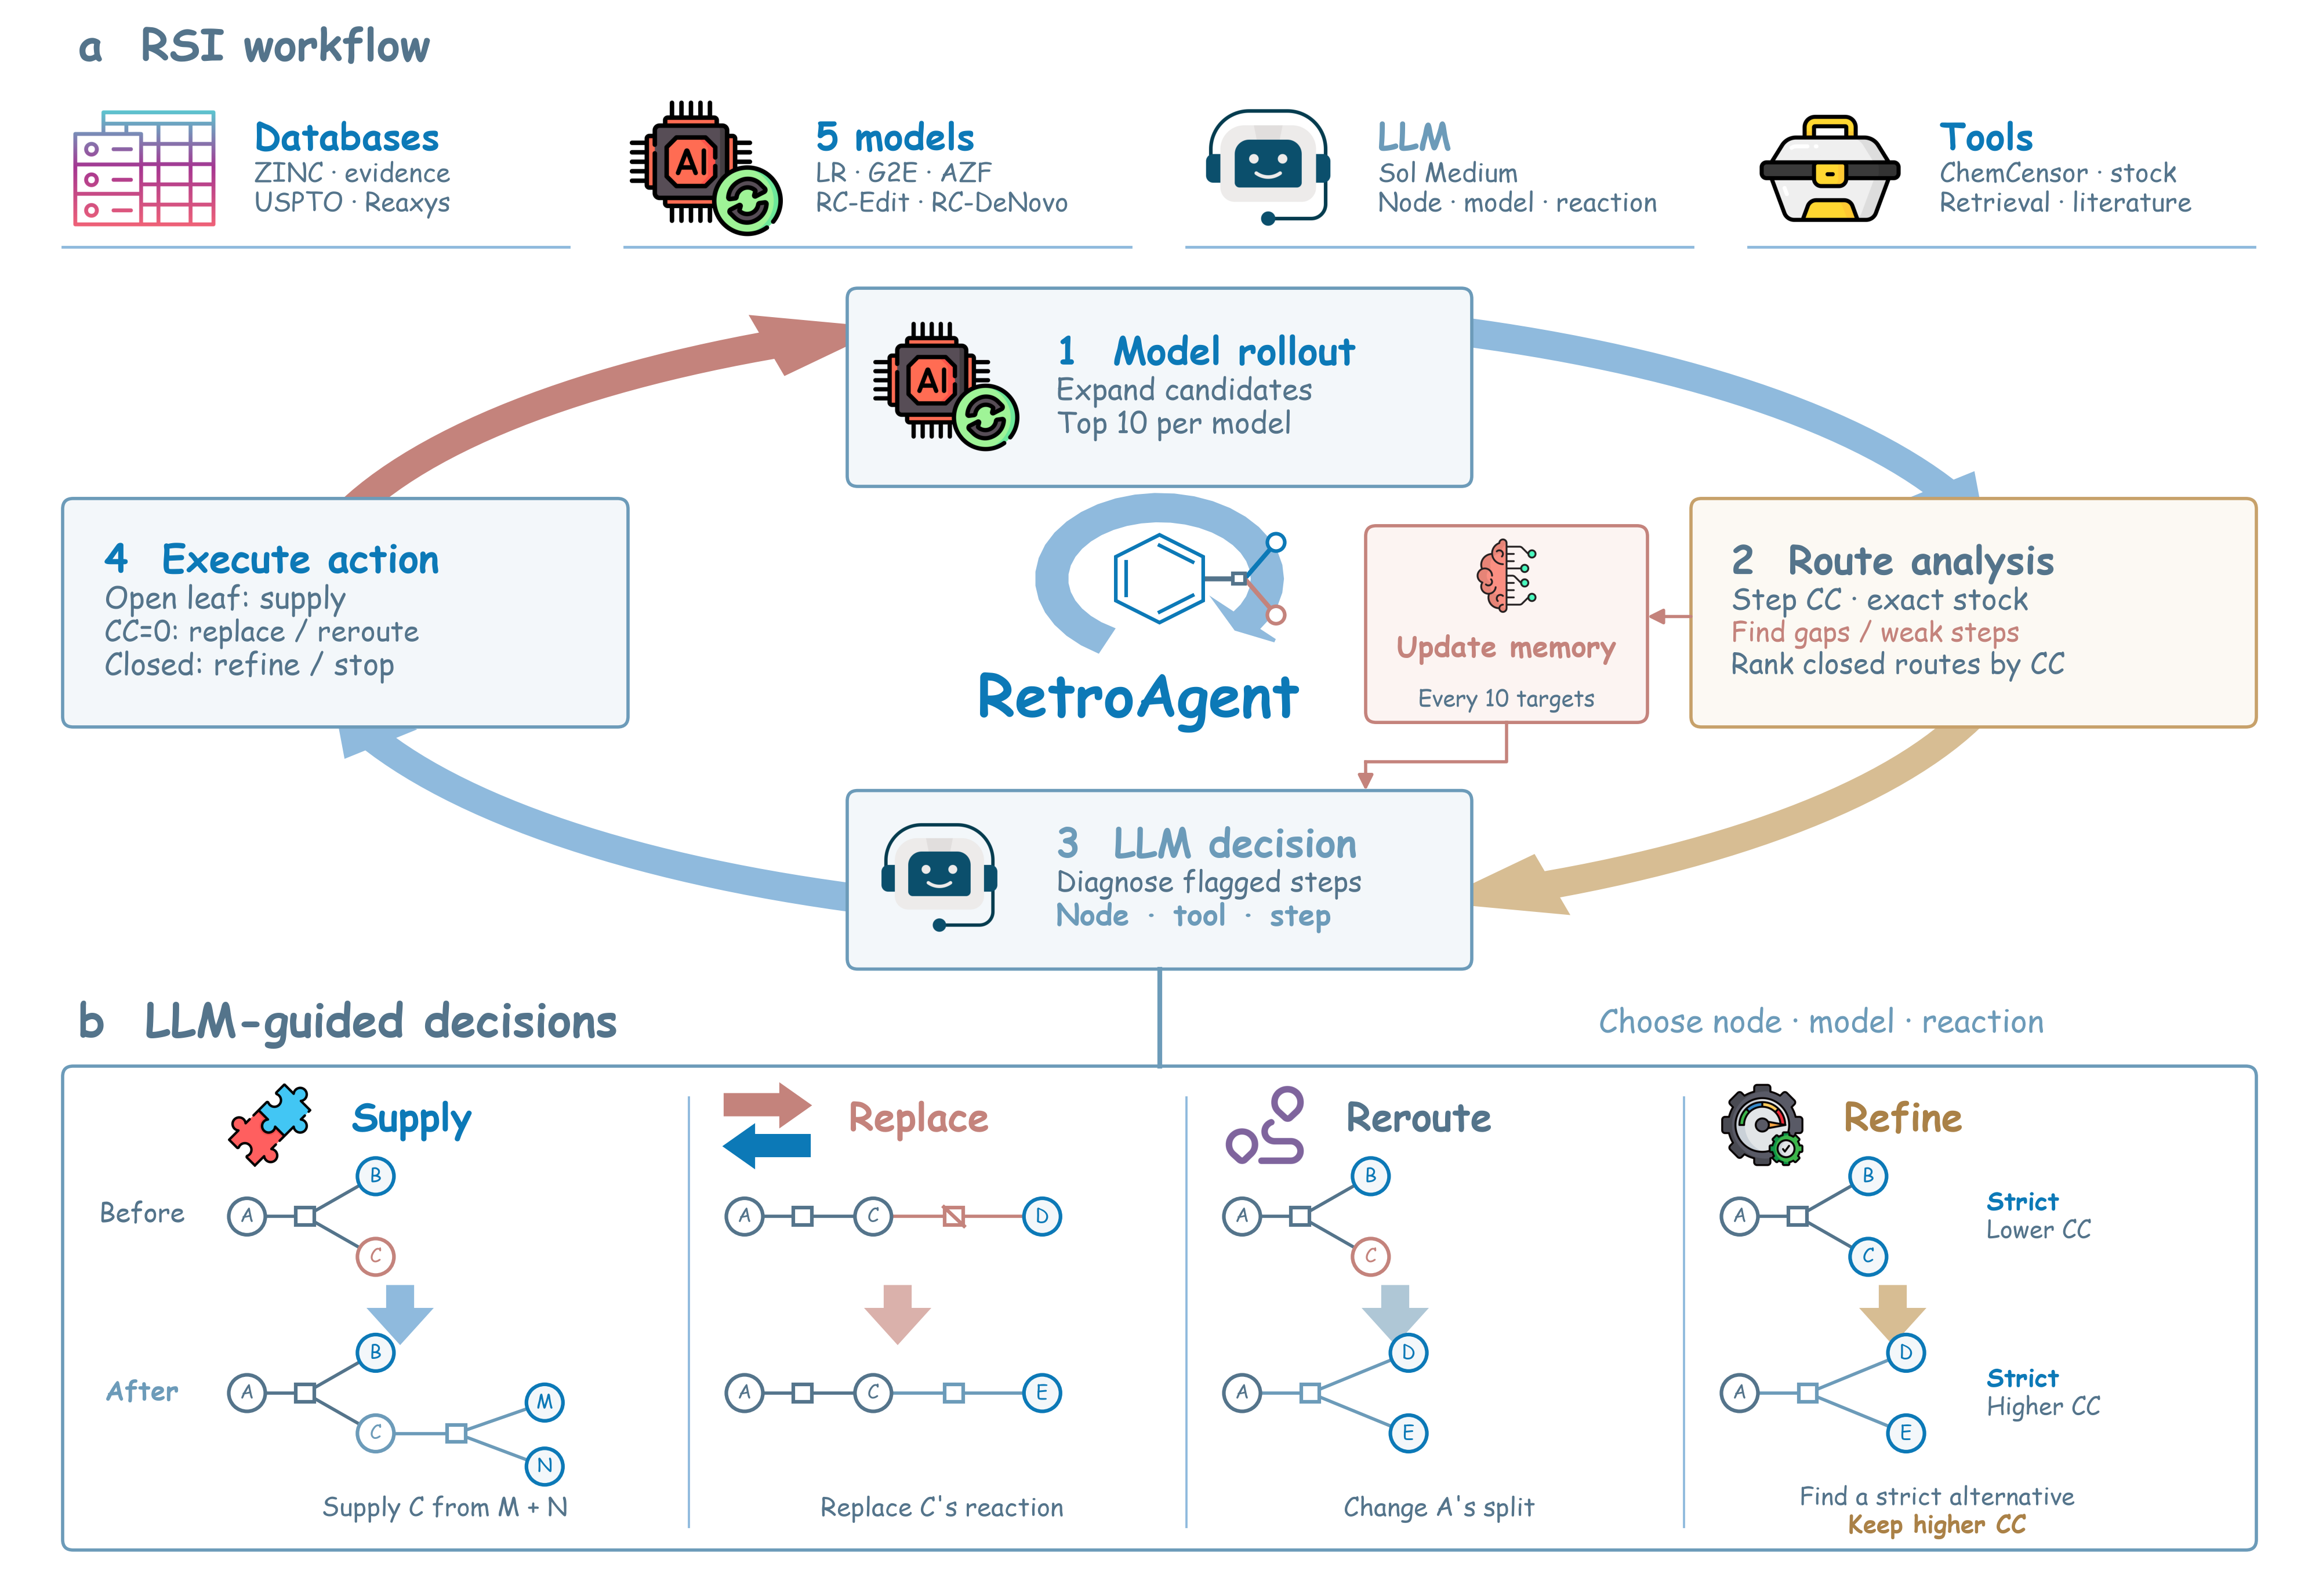 a RSI workflow
Databases
ZINC · evidence
USPTO · Reaxys
AI
5 models
LR · G2E · AZF
RC-Edit · RC-DeNovo
LLM
Sol Medium
Node · model · reaction
Tools
ChemCensor · stock
Retrieval · literature
AI
1 Model rollout
Expand candidates
Top 10 per model
4 Execute action
Open leaf: supply
CC=0: replace / reroute
Closed: refine / stop
RetroAgent
Update memory
Every 10 targets
2 Route analysis
Step CC · exact stock
Find gaps / weak steps
Rank closed routes by CC
3 LLM decision
Diagnose flagged steps
Node · tool · step
b LLM-guided decisions
Choose node · model · reaction
Supply
Before
A
B
C
After
A
B
C
M
N
Supply C from M + N
Replace
A
C
D
A
C
E
Replace C's reaction
Reroute
A
B
C
A
D
E
Change A's split
Refine
A
B
C
Strict
Lower CC
A
D
E
Strict
Higher CC
Find a strict alternative
Keep higher CC